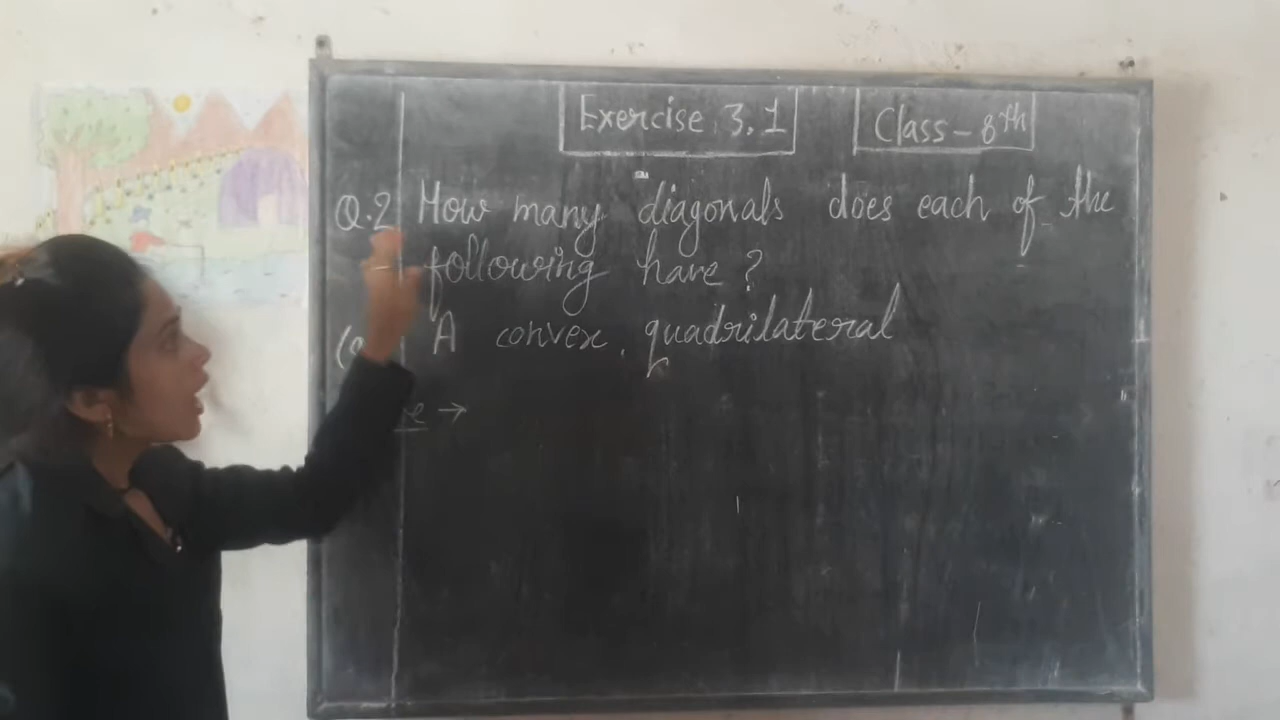 Exercise 3.1
Class - 8th
Q.2 How many diagonals does each of the
following have?
(a) A convex quadrilateral
→